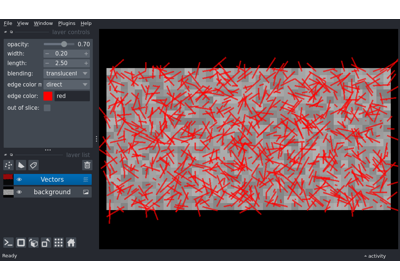 File View Window Plugins Help
layer controls
opacity: 0.70
width: 0.20
length: 2.50
blending: translucent
edge color direct
edge color: red
out of slice:
layer list
Vectors
background
Ready
activity